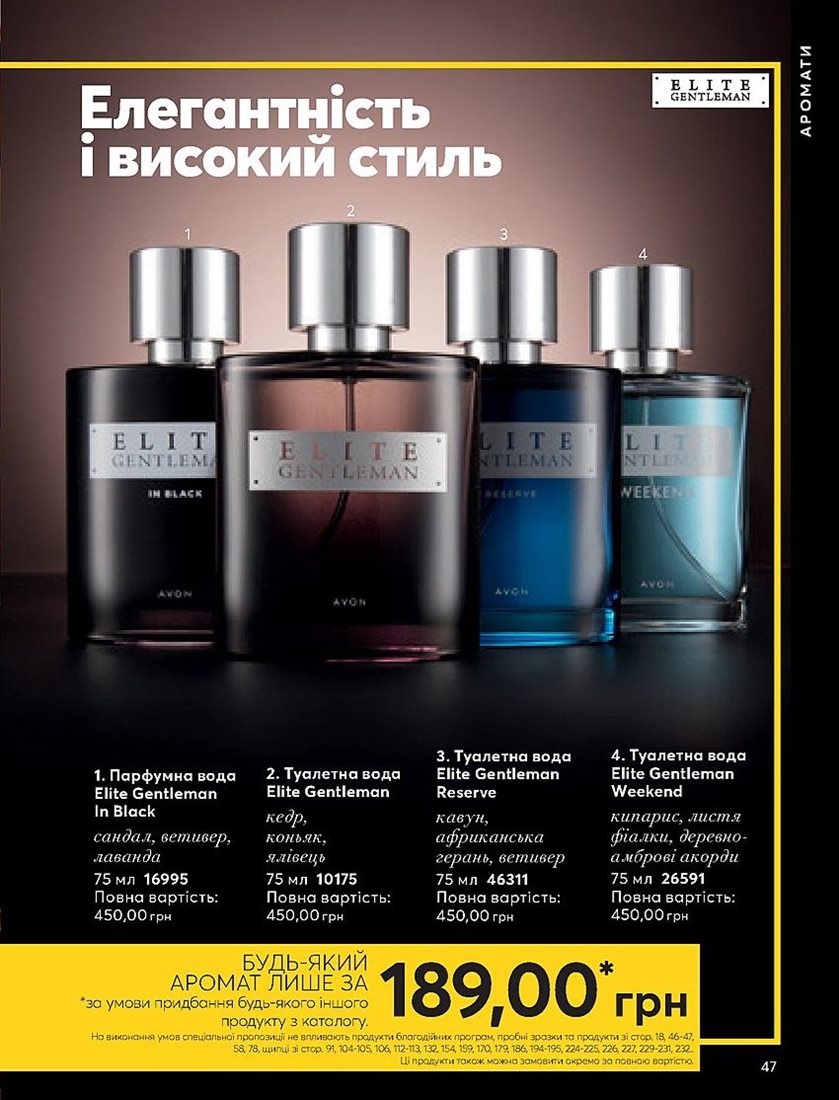 АРОМАТИ
ELITE
GENTLEMAN
Елегантність
і високий стиль
1
2
3
4
ELITE
GENTLEMAN
IN BLACK
AVON
ELITE
GENTLEMAN
AVON
LITE
ENTLEMAN
RESERVE
AVON
LITE
ENTLEMAN
WEEKEND
AVON
1. Парфумна вода
Elite Gentleman
In Black
сандал, ветивер,
лаванда
75 мл 16995
Повна вартість:
450,00 грн
2. Туалетна вода
Elite Gentleman
кедр,
коньяк,
ялівець
75 мл 10175
Повна вартість:
450,00 грн
3. Туалетна вода
Elite Gentleman
Reserve
кавун,
африканська
герань, ветивер
75 мл 46311
Повна вартість:
450,00 грн
4. Туалетна вода
Elite Gentleman
Weekend
кипарис, листя
фіалки, деревно-
амброві акорди
75 мл 26591
Повна вартість:
450,00 грн
БУДЬ-ЯКИЙ
АРОМАТ ЛИШЕ ЗА
189,00* грн
*за умови придбання будь-якого іншого
продукту з каталогу.
На виконання умов спеціальної пропозиції не впливають продукти благодійних програм, пробні зразки та продукти зі стор. 18, 46-47,
58, 78, щипці зі стор. 91, 104-105, 106, 112-113, 132, 154, 159, 170, 179, 186, 194-195, 224-225, 226, 227, 229-231, 232..
Ці продукти також можна замовити окремо за повною вартістю.
47